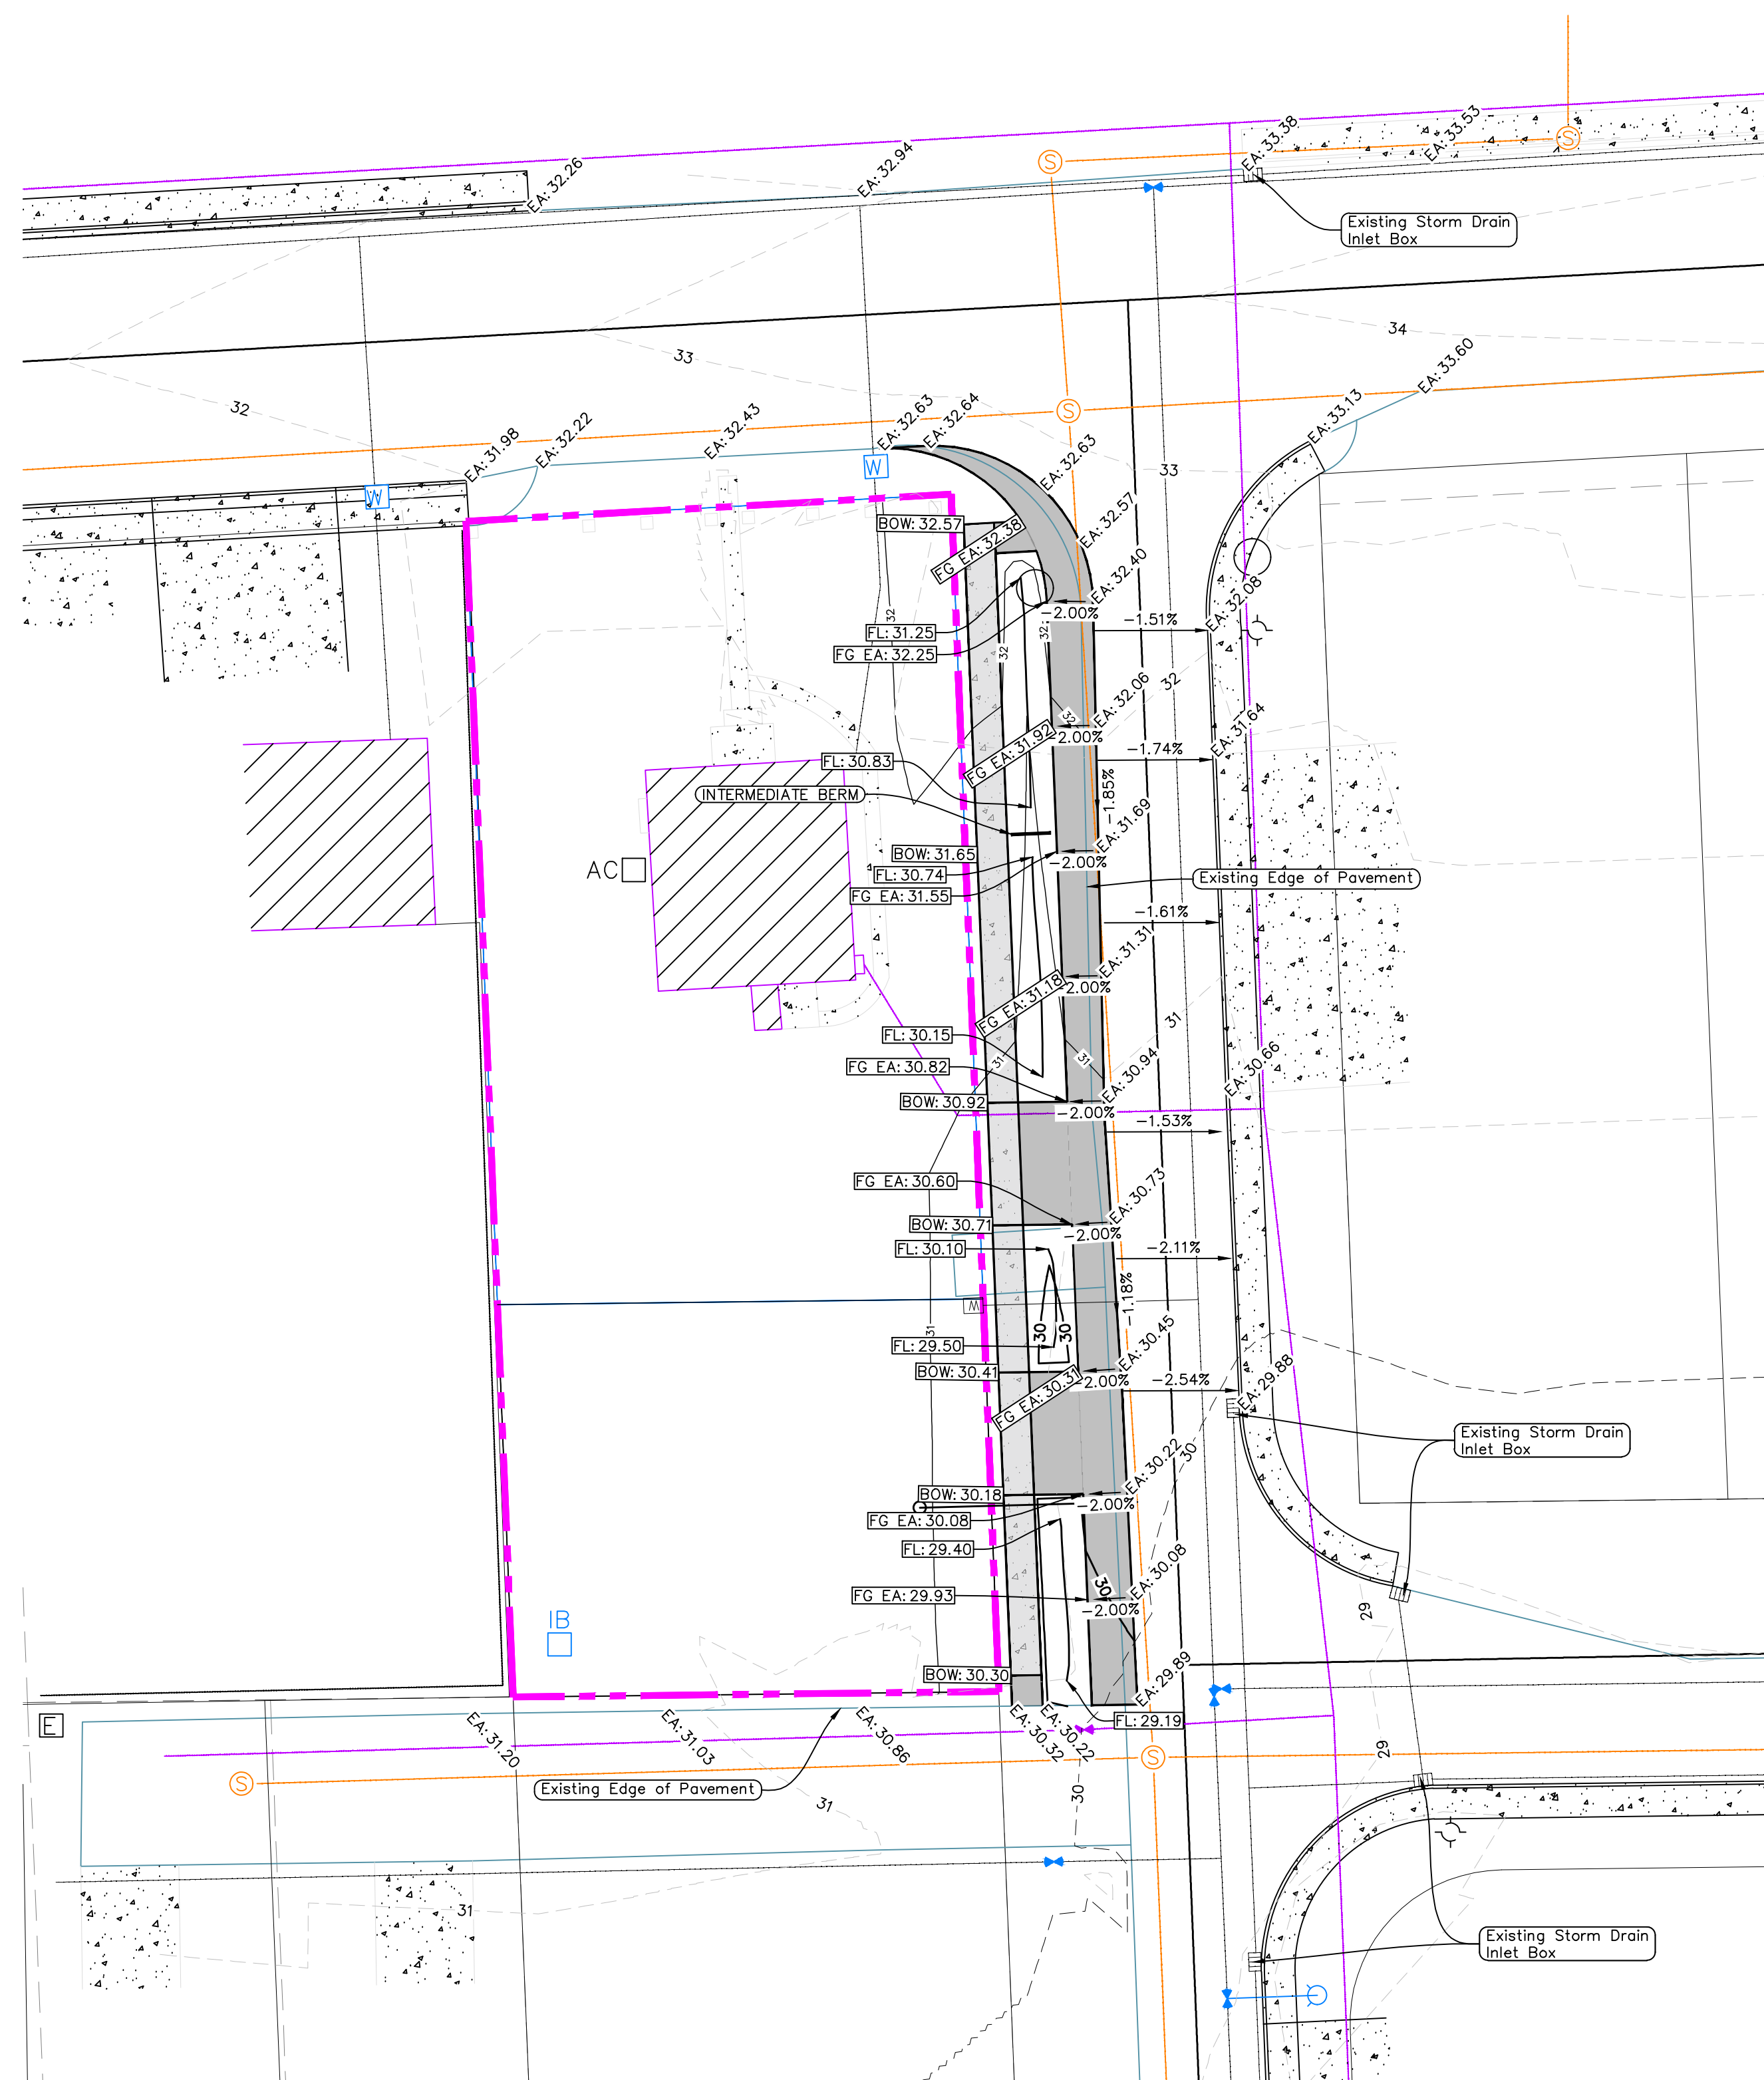 EA: 33.38
EA: 33.53
S
S
EA: 32.94
EA: 32.26
Existing Storm Drain
Inlet Box
34
33
EA: 33.60
32
S
EA: 33.13
EA: 32.63
EA: 32.64
EA: 32.43
EA: 32.22
EA: 31.98
EA: 32.63
33
W
W
EA: 32.57
BOW: 32.57
FG EA: 32.38
EA: 32.40
EA: 32.08
-2.00%
32
-1.51%
FL: 31.25
32
32
FG EA: 32.25
32
EA: 32.06
32
EA: 31.64
FG EA: 31.92
-2.00%
-1.74%
FL: 30.83
INTERMEDIATE BERM
-1.85%
EA: 31.69
BOW: 31.65
-2.00%
AC
FL: 30.74
Existing Edge of Pavement
FG EA: 31.55
-1.61%
EA: 31.31
-2.00%
FG EA: 31.18
31
FL: 30.15
31
31
EA: 30.94
EA: 30.66
FG EA: 30.82
BOW: 30.92
-2.00%
-1.53%
FG EA: 30.60
EA: 30.73
BOW: 30.71
-2.00%
FL: 30.10
-2.11%
W
-1.18%
31
30
30
FL: 29.50
EA: 30.45
BOW: 30.41
-2.00%
-2.54%
EA: 29.88
FG EA: 30.31
Existing Storm Drain
Inlet Box
30
EA: 30.22
BOW: 30.18
-2.00%
FG EA: 30.08
FL: 29.40
EA: 30.08
30
FG EA: 29.93
-2.00%
29
IB
BOW: 30.30
EA: 29.89
E
FL: 29.19
EA: 31.20
EA: 31.03
EA: 30.86
EA: 30.32
EA: 30.22
29
S
S
Existing Edge of Pavement
31
30
31
Existing Storm Drain
Inlet Box